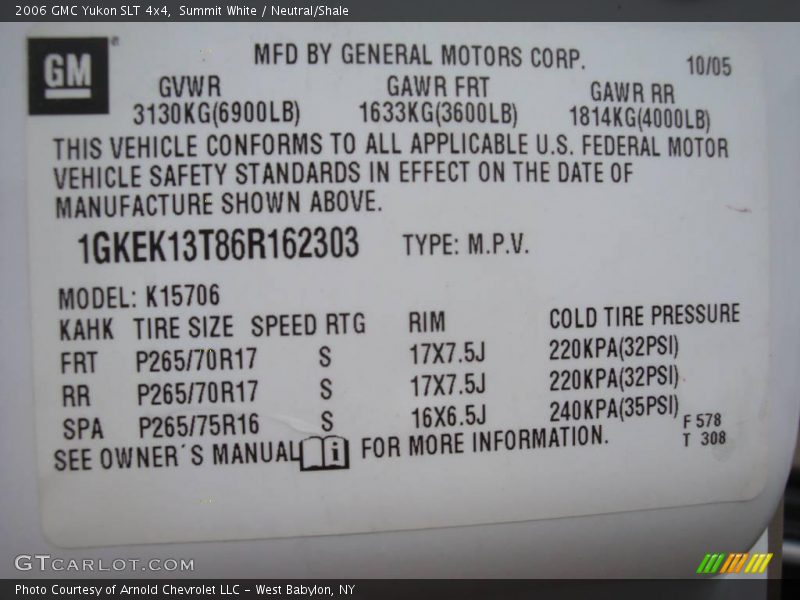 2006 GMC Yukon SLT 4x4, Summit White / Neutral/Shale
GM
MFD BY GENERAL MOTORS CORP.
10/05
GVWR GAWR FRT GAWR RR
3130KG(6900LB) 1633KG(3600LB) 1814KG(4000LB)
THIS VEHICLE CONFORMS TO ALL APPLICABLE U.S. FEDERAL MOTOR
VEHICLE SAFETY STANDARDS IN EFFECT ON THE DATE OF
MANUFACTURE SHOWN ABOVE.
1GKEK13T86R162303 TYPE: M.P.V.
MODEL: K15706
KAHK TIRE SIZE SPEED RTG RIM COLD TIRE PRESSURE
FRT P265/70R17 S 17X7.5J 220KPA(32PSI)
RR P265/70R17 S 17X7.5J 220KPA(32PSI)
SPA P265/75R16 S 16X6.5J 240KPA(35PSI)
F 578
SEE OWNER´S MANUAL i FOR MORE INFORMATION.
T 308
GTCARLOT.COM
Photo Courtesy of Arnold Chevrolet LLC – West Babylon, NY